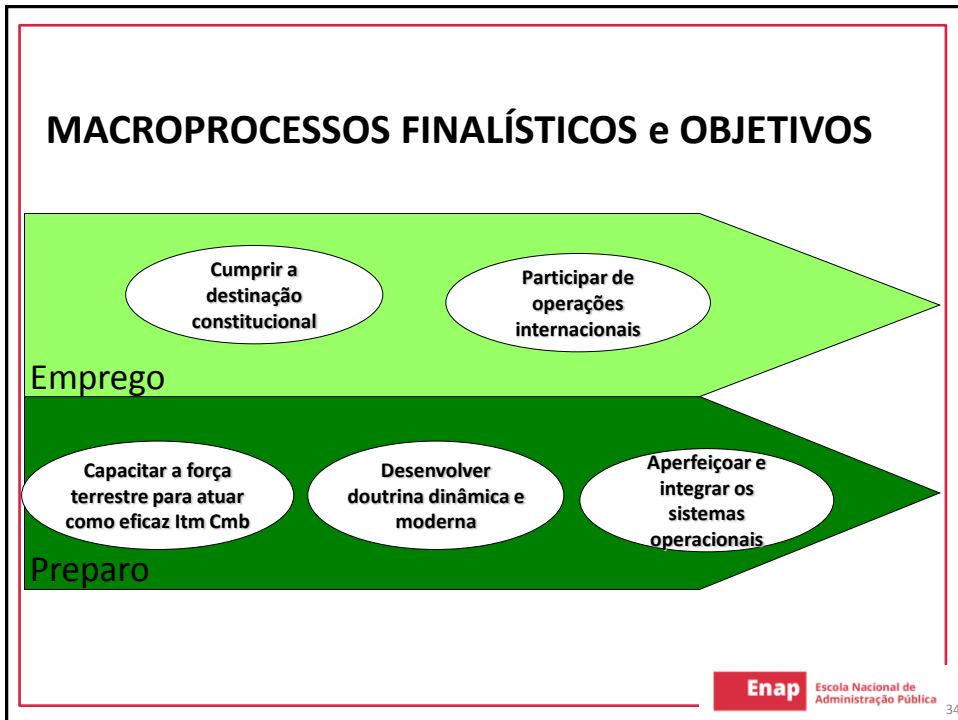 MACROPROCESSOS FINALÍSTICOS e OBJETIVOS
Cumprir a
destinação
constitucional
Participar de
operações
internacionais
Emprego
Capacitar a força
terrestre para atuar
como eficaz Itm Cmb
Desenvolver
doutrina dinâmica e
moderna
Aperfeiçoar e
integrar os
sistemas
operacionais
Preparo
Enap
Escola Nacional de
Administração Pública
34